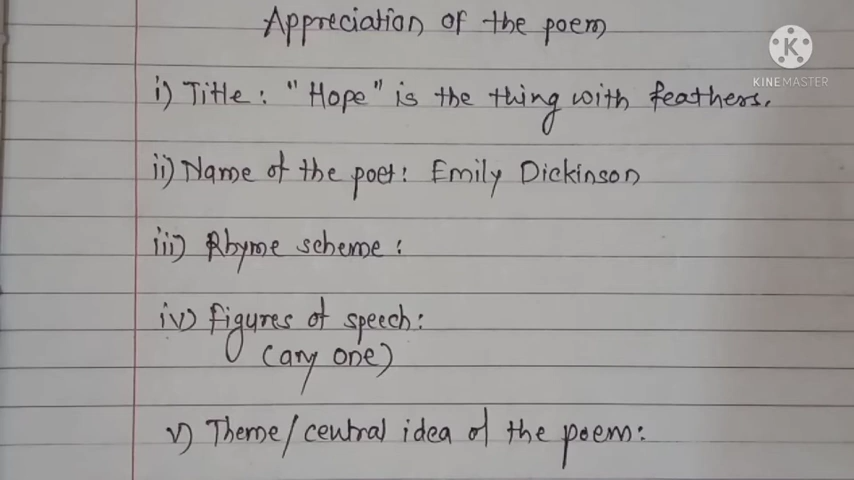 Appreciation of the poem
K
KINEMASTER
i) Title: "Hope" is the thing with feathers.
ii) Name of the poet: Emily Dickinson
iii) Rhyme scheme:
iv) Figures of speech:
(any one)
v) Theme/central idea of the poem: